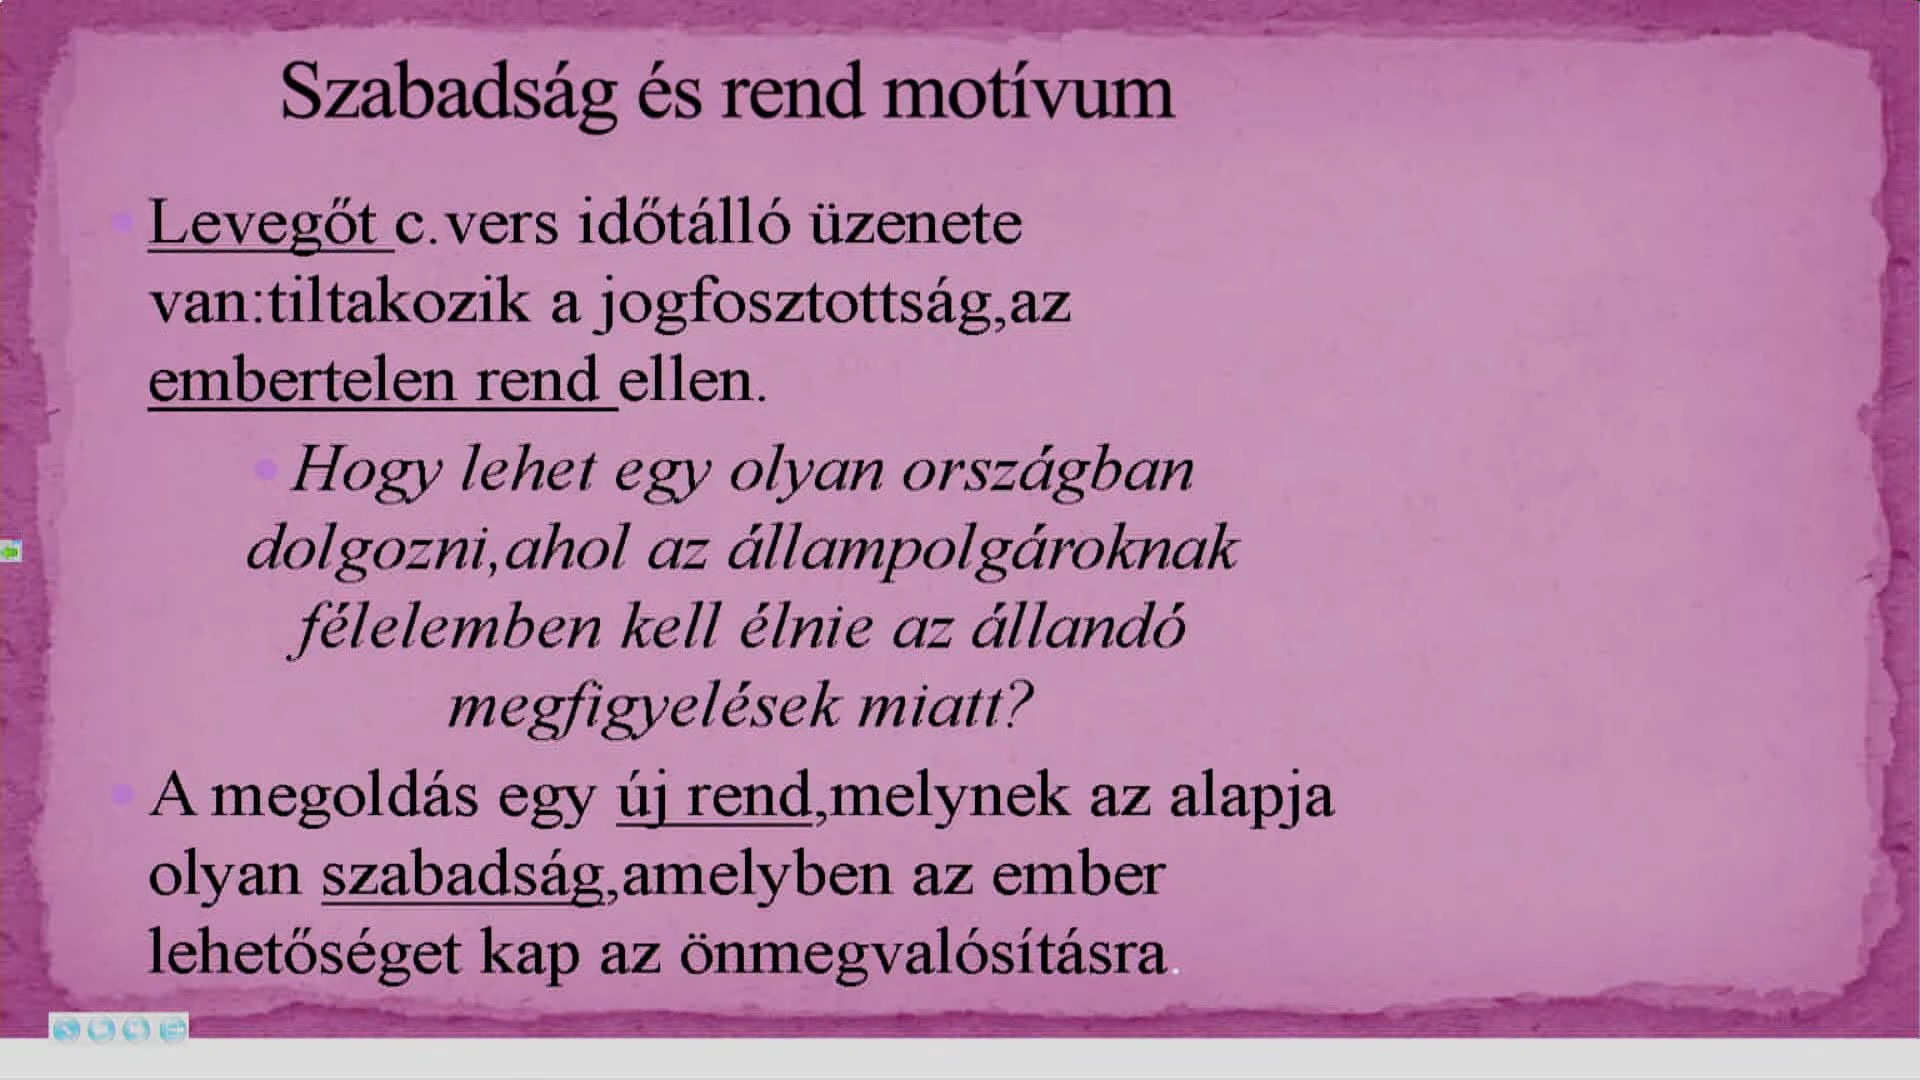 Szabadság és rend motívum
Levegőt c.vers időtálló üzenete
van:tiltakozik a jogfosztottság,az
embertelen rend ellen.
Hogy lehet egy olyan országban
dolgozni,ahol az állampolgároknak
félelemben kell élnie az állandó
megfigyelések miatt?
A megoldás egy új rend,melynek az alapja
olyan szabadság,amelyben az ember
lehetőséget kap az önmegvalósításra.